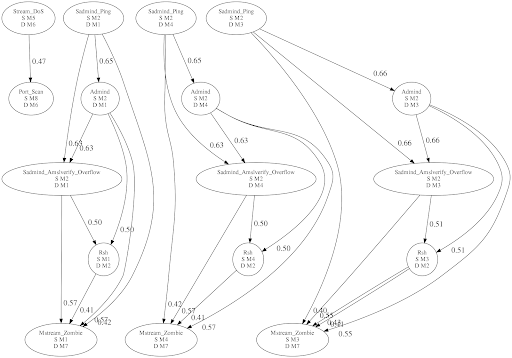 Stream_DoS
S M5
D M6
Sadmind_Ping
S M2
D M1
Sadmind_Ping
S M2
D M4
Sadmind_Ping
S M2
D M3
0.47
0.65
0.65
0.66
Port_Scan
S M8
D M6
Admind
S M2
D M1
Admind
S M2
D M4
Admind
S M2
D M3
0.63
0.63
0.63
0.63
0.66
0.66
Sadmind_Amslverify_Overflow
S M2
D M1
Sadmind_Amslverify_Overflow
S M2
D M4
Sadmind_Amslverify_Overflow
S M2
D M3
0.50
0.50
0.50
0.50
0.51
0.51
Rsh
S M1
D M2
Rsh
S M4
D M2
Rsh
S M3
D M2
0.57
0.41
0.57
0.42
0.42
0.57
0.41
0.57
0.40
0.55
0.55
Mstream_Zombie
S M1
D M7
Mstream_Zombie
S M4
D M7
Mstream_Zombie
S M3
D M7